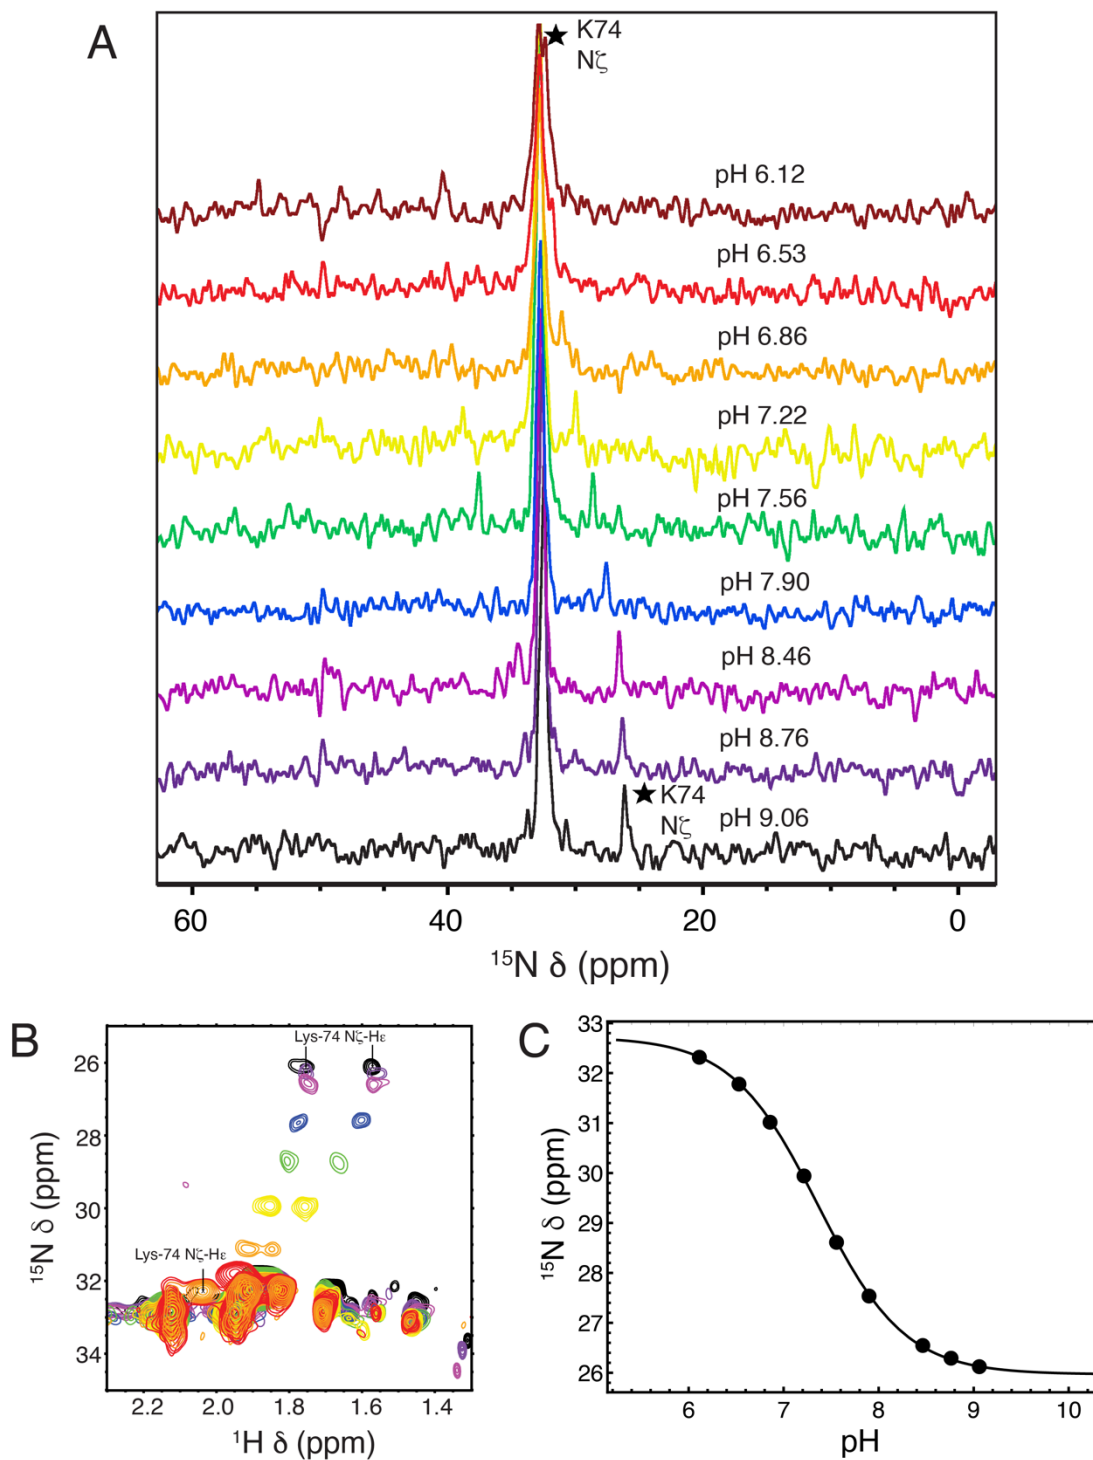 A
★ K74
Nζ
pH 6.12
pH 6.53
pH 6.86
pH 7.22
pH 7.56
pH 7.90
pH 8.46
pH 8.76
★ K74
Nζ
pH 9.06
60 40 20 0
¹⁵N δ (ppm)
B
Lys-74 Nζ-Hε
26
28
30
Lys-74 Nζ-Hε
32
34
¹⁵N δ (ppm)
2.2 2.0 1.8 1.6 1.4
¹H δ (ppm)
C
33
32
31
30
29
28
27
26
¹⁵N δ (ppm)
6 7 8 9 10
pH